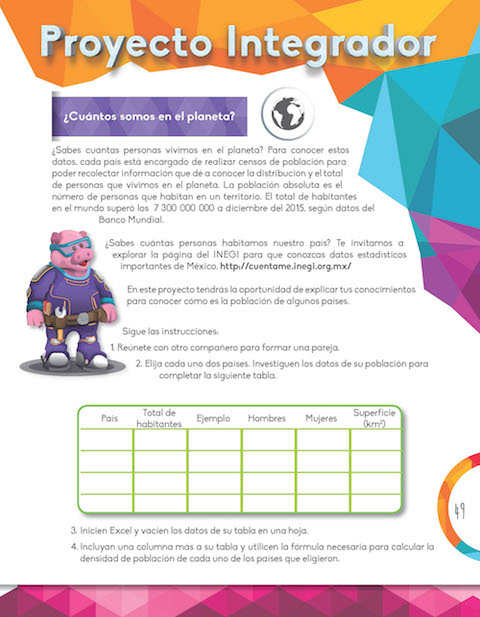 Proyecto Integrador
¿Cuántos somos en el planeta?
¿Sabes cuántas personas vivimos en el planeta? Para conocer estos
datos, cada país está encargado de realizar censos de población para
poder recolectar información que dé a conocer la distribución y el total
de personas que vivimos en el planeta. La población absoluta es el
número de personas que habitan en un territorio. El total de habitantes
en el mundo superó los 7 300 000 000 a diciembre del 2015, según datos del
Banco Mundial.
¿Sabes cuántas personas habitamos nuestro país? Te invitamos a
explorar la página del INEGI para que conozcas datos estadísticos
importantes de México. http://cuentame.inegi.org.mx/
En este proyecto tendrás la oportunidad de explicar tus conocimientos
para conocer como es la población de algunos países.
Sigue las instrucciones:
1. Reúnete con otro compañero para formar una pareja.
2. Elija cada uno dos países. Investiguen los datos de su población para
completar la siguiente tabla.
País Total de habitantes Ejemplo Hombres Mujeres Superficie (km²)
3. Inicien Excel y vacíen los datos de su tabla en una hoja.
4. Incluyan una columna más a su tabla y utilicen la fórmula necesaria para calcular la
densidad de población de cada uno de los países que eligieron.
49